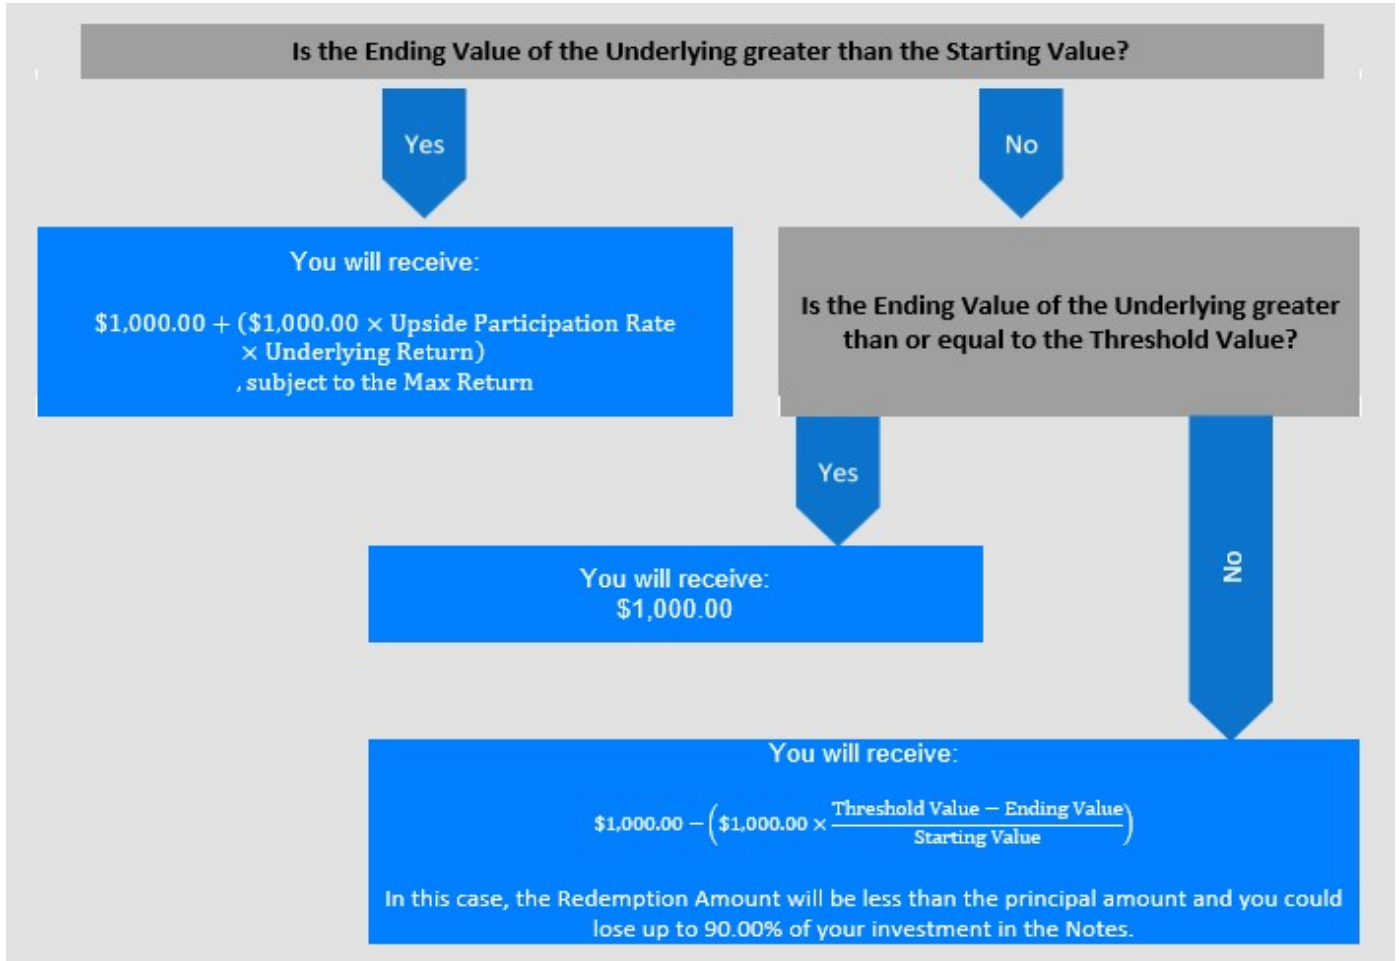 Is the Ending Value of the Underlying greater than the Starting Value?
Yes
No
You will receive:
$1,000.00 + ($1,000.00 × Upside Participation Rate
× Underlying Return)
, subject to the Max Return
Is the Ending Value of the Underlying greater
than or equal to the Threshold Value?
Yes
No
You will receive:
$1,000.00
You will receive:
$1,000.00 − ($1,000.00 × Threshold Value − Ending Value
Starting Value)
In this case, the Redemption Amount will be less than the principal amount and you could
lose up to 90.00% of your investment in the Notes.